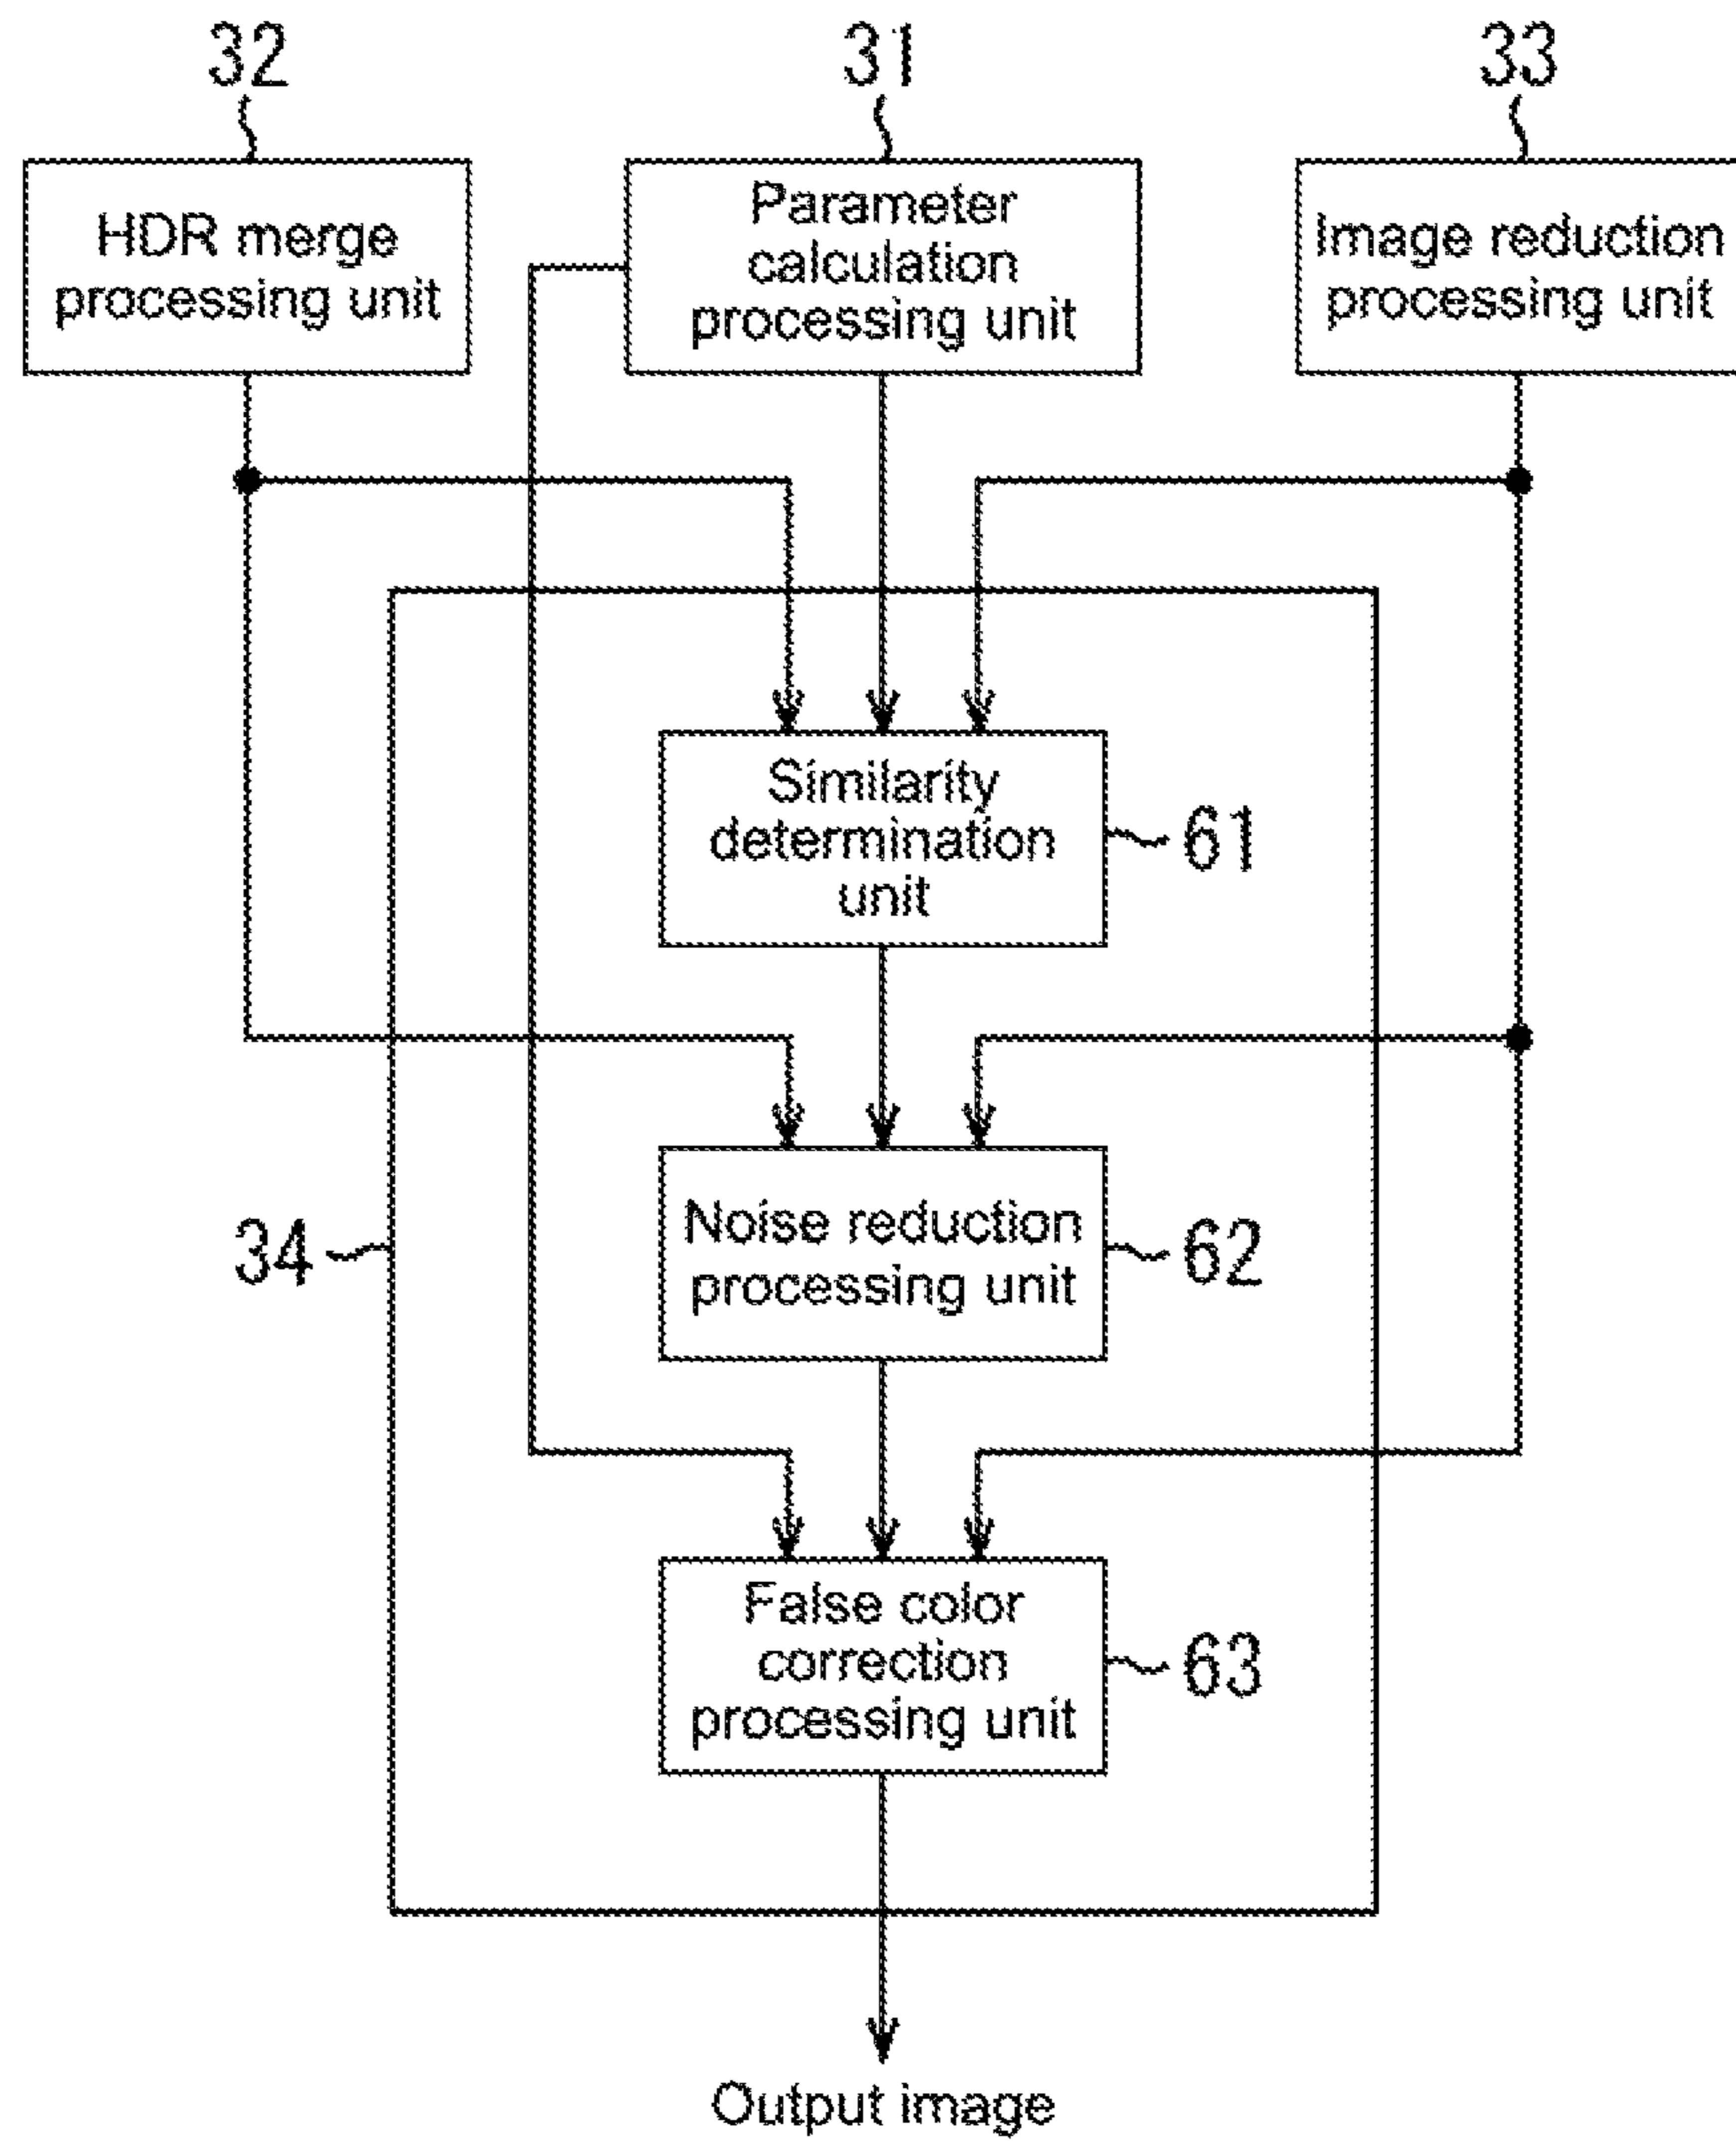 32
31
33
HDR merge
processing unit
Parameter
calculation
processing unit
Image reduction
processing unit
Similarity
determination
unit
61
34
Noise reduction
processing unit
62
False color
correction
processing unit
63
Output image